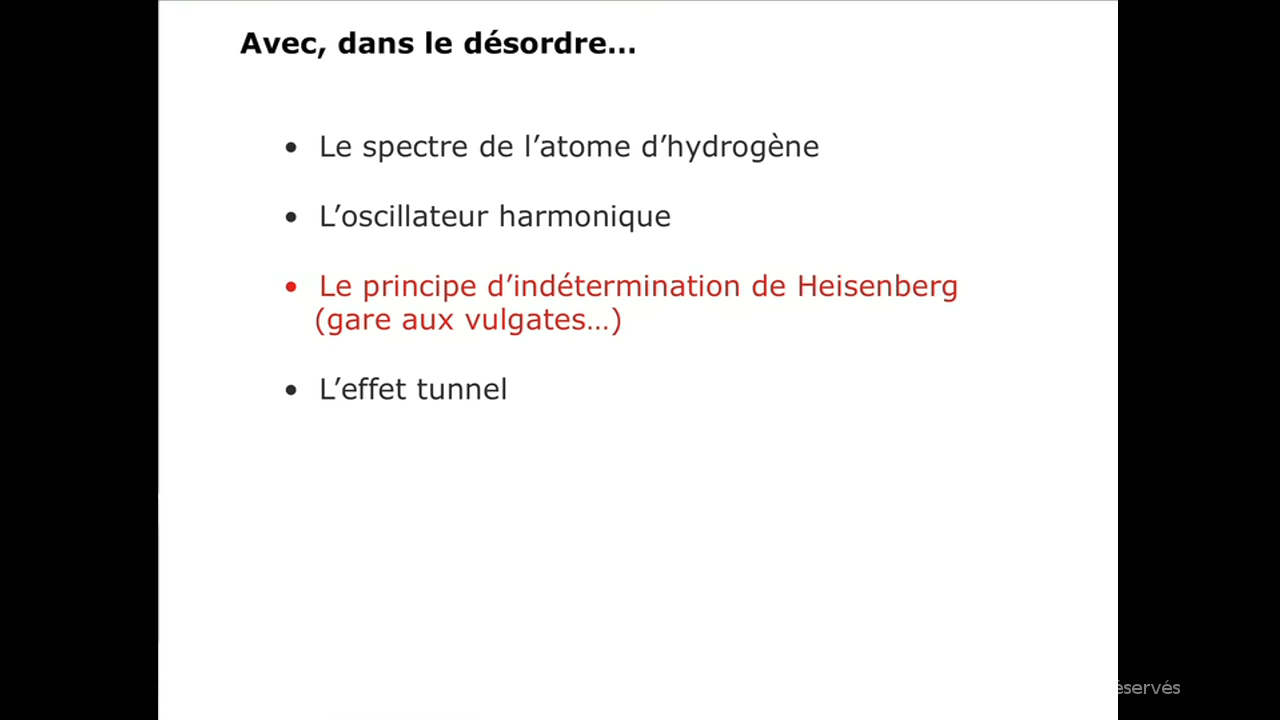 Avec, dans le désordre…
• Le spectre de l’atome d’hydrogène
• L’oscillateur harmonique
• Le principe d’indétermination de Heisenberg
(gare aux vulgates…)
• L’effet tunnel